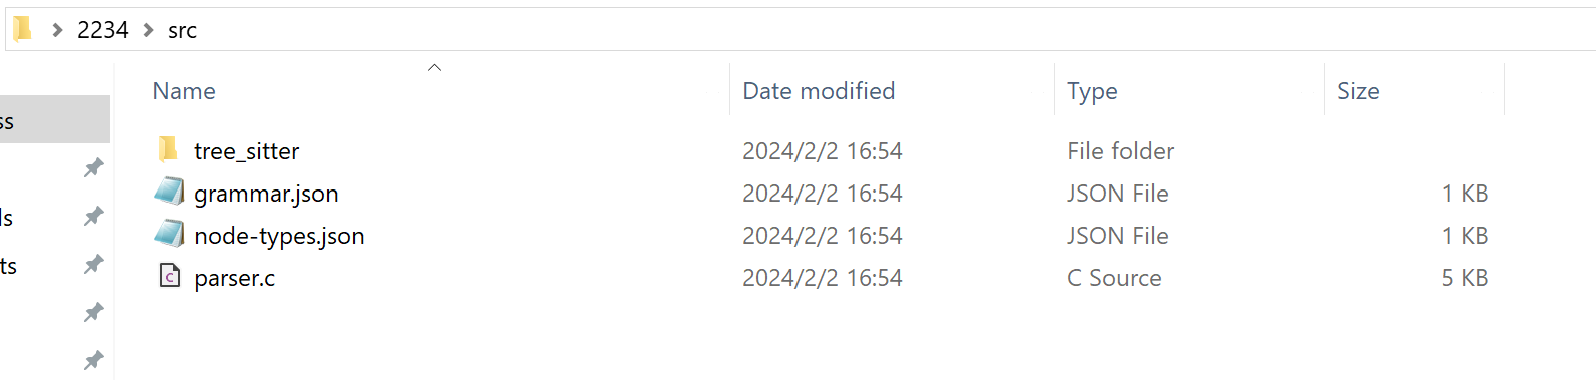 2234 src
Name Date modified Type Size
ss
tree_sitter 2024/2/2 16:54 File folder
grammar.json 2024/2/2 16:54 JSON File 1 KB
ls
node-types.json 2024/2/2 16:54 JSON File 1 KB
ts
parser.c 2024/2/2 16:54 C Source 5 KB